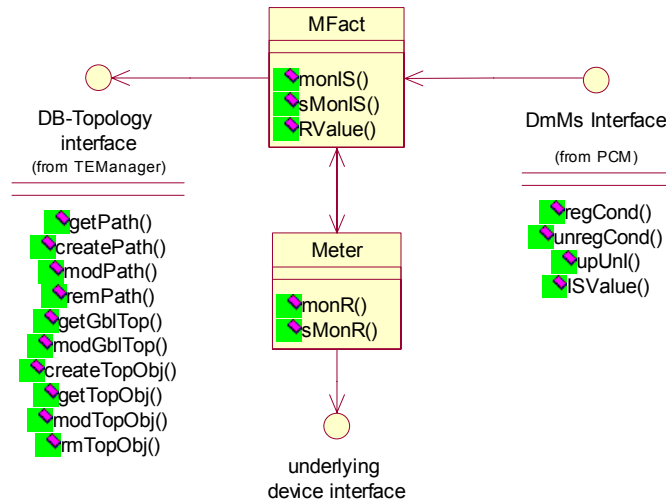 MFact
monIS()
sMonIS()
RValue()
DB-Topology
interface
(from TEManager)
getPath()
createPath()
modPath()
remPath()
getGblTop()
modGblTop()
createTopObj()
getTopObj()
modTopObj()
rmTopObj()
DmMs Interface
(from PCM)
regCond()
unregCond()
upUnI()
ISValue()
Meter
monR()
sMonR()
underlying
device interface